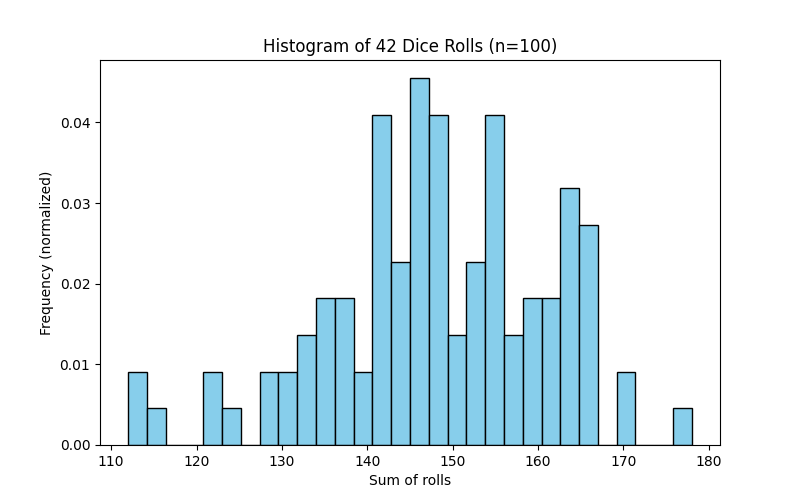 Histogram of 42 Dice Rolls (n=100)
Frequency (normalized)
0.04
0.03
0.02
0.01
0.00
110 120 130 140 150 160 170 180
Sum of rolls